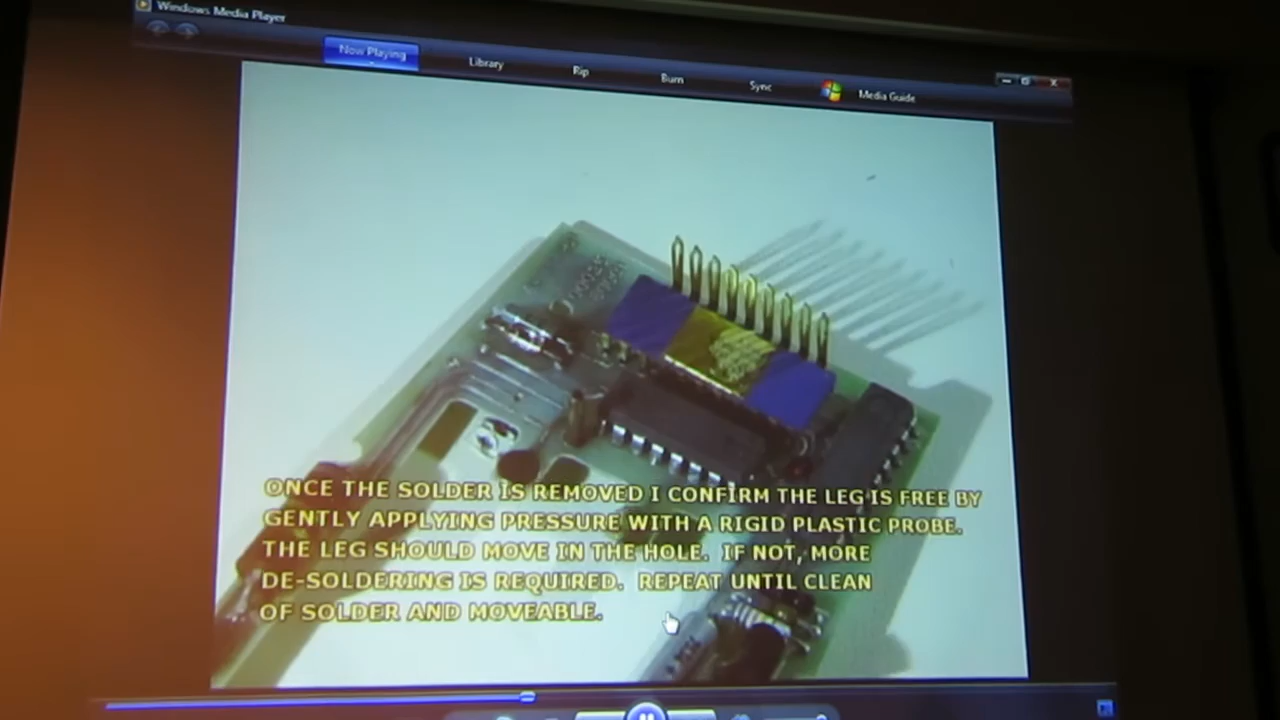 Windows Media Player
Now Playing
Library
Rip
Burn
Sync
Media Guide
ONCE THE SOLDER IS REMOVED I CONFIRM THE LEG IS FREE BY
GENTLY APPLYING PRESSURE WITH A RIGID PLASTIC PROBE.
THE LEG SHOULD MOVE IN THE HOLE. IF NOT, MORE
DE-SOLDERING IS REQUIRED. REPEAT UNTIL CLEAN
OF SOLDER AND MOVEABLE.